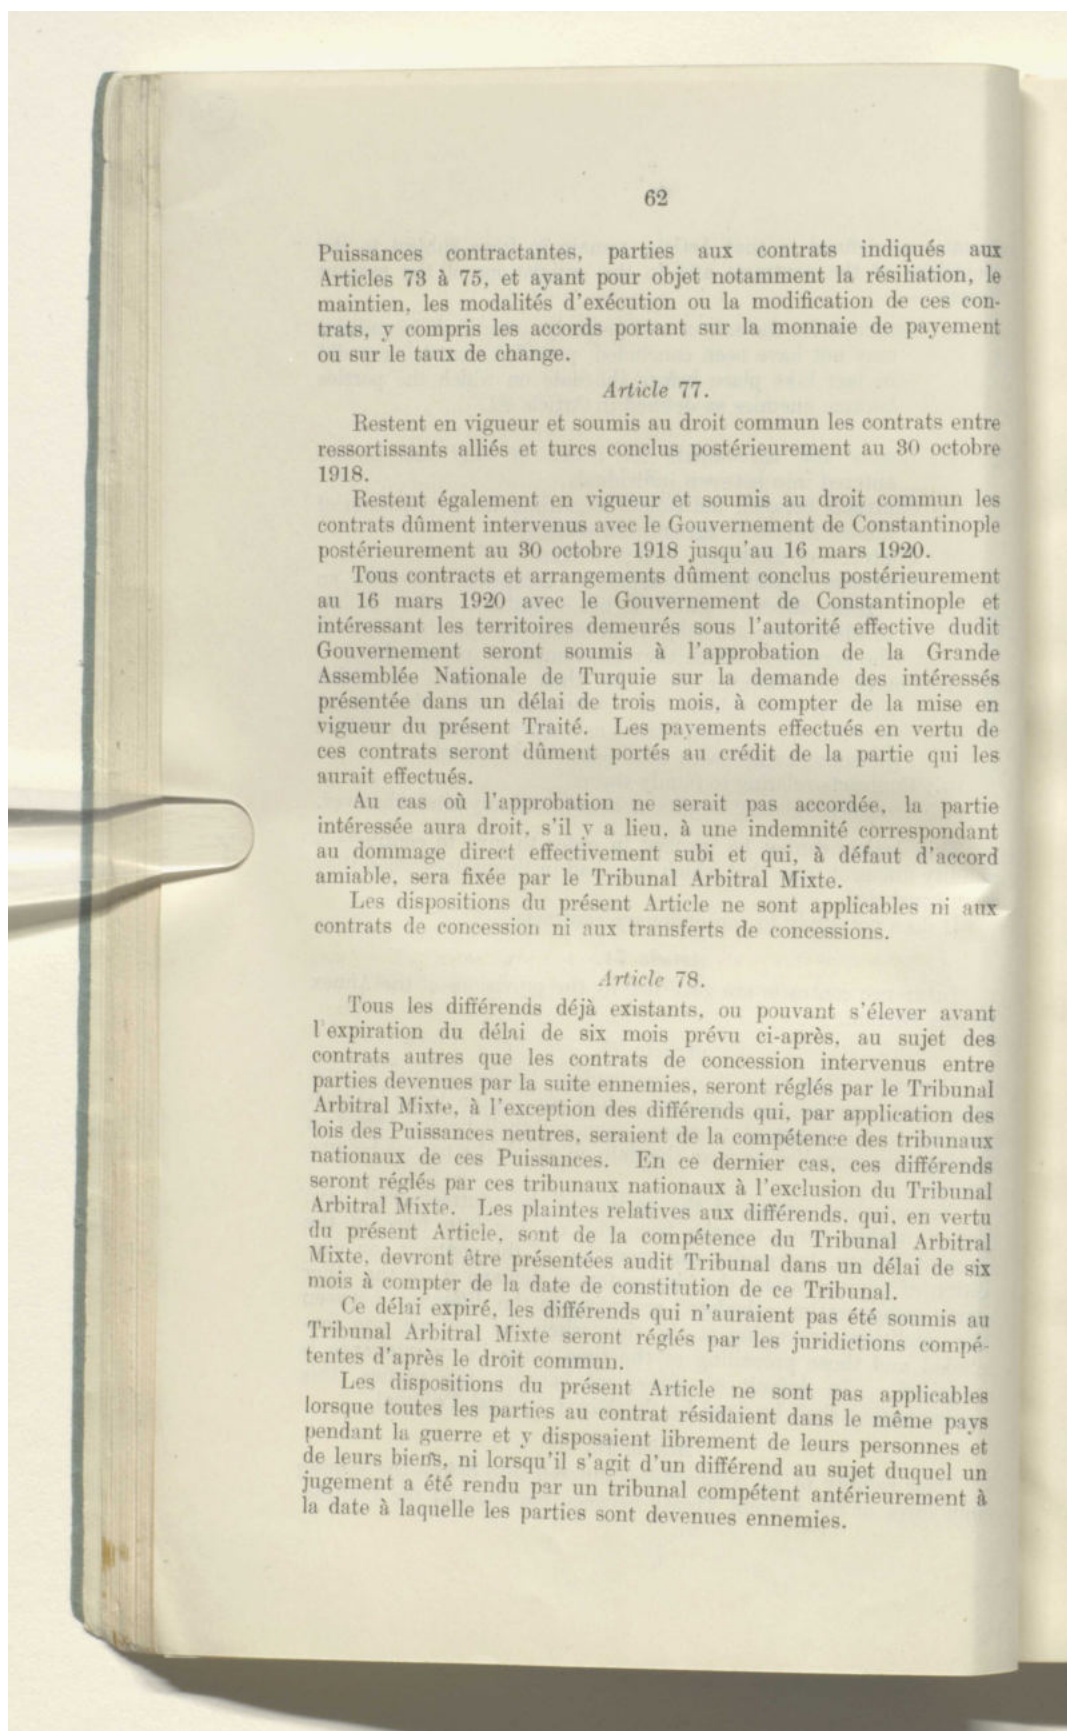 62
Puissances contractantes, parties aux contrats indiqués aux
Articles 73 à 75, et ayant pour objet notamment la résiliation, le
maintien, les modalités d'exécution ou la modification de ces con-
trats, y compris les accords portant sur la monnaie de payement
ou sur le taux de change.
Article 77.
Restent en vigueur et soumis au droit commun les contrats entre
ressortissants alliés et turcs conclus postérieurement au 30 octobre
1918.
Restent également en vigueur et soumis au droit commun les
contrats dûment intervenus avec le Gouvernement de Constantinople
postérieurement au 30 octobre 1918 jusqu'au 16 mars 1920.
Tous contracts et arrangements dûment conclus postérieurement
au 16 mars 1920 avec le Gouvernement de Constantinople et
intéressant les territoires demeurés sous l'autorité effective dudit
Gouvernement seront soumis à l'approbation de la Grande
Assemblée Nationale de Turquie sur la demande des intéressés
présentée dans un délai de trois mois, à compter de la mise en
vigueur du présent Traité. Les payements effectués en vertu de
ces contrats seront dûment portés au crédit de la partie qui les
aurait effectués.
Au cas où l'approbation ne serait pas accordée, la partie
intéressée aura droit, s'il y a lieu, à une indemnité correspondant
au dommage direct effectivement subi et qui, à défaut d'accord
amiable, sera fixée par le Tribunal Arbitral Mixte.
Les dispositions du présent Article ne sont applicables ni aux
contrats de concession ni aux transferts de concessions.
Article 78.
Tous les différends déjà existants, ou pouvant s'élever avant
l'expiration du délai de six mois prévu ci-après, au sujet des
contrats autres que les contrats de concession intervenus entre
parties devenues par la suite ennemies, seront réglés par le Tribunal
Arbitral Mixte, à l'exception des différends qui, par application des
lois des Puissances neutres, seraient de la compétence des tribunaux
nationaux de ces Puissances. En ce dernier cas, ces différends
seront réglés par ces tribunaux nationaux à l'exclusion du Tribunal
Arbitral Mixte. Les plaintes relatives aux différends, qui, en vertu
du présent Article, sont de la compétence du Tribunal Arbitral
Mixte, devront être présentées audit Tribunal dans un délai de six
mois à compter de la date de constitution de ce Tribunal.
Ce délai expiré, les différends qui n'auraient pas été soumis au
Tribunal Arbitral Mixte seront réglés par les juridictions compé-
tentes d'après le droit commun.
Les dispositions du présent Article ne sont pas applicables
lorsque toutes les parties au contrat résidaient dans le même pays
pendant la guerre et y disposaient librement de leurs personnes et
de leurs biens, ni lorsqu'il s'agit d'un différend au sujet duquel un
jugement a été rendu par un tribunal compétent antérieurement à
la date à laquelle les parties sont devenues ennemies.